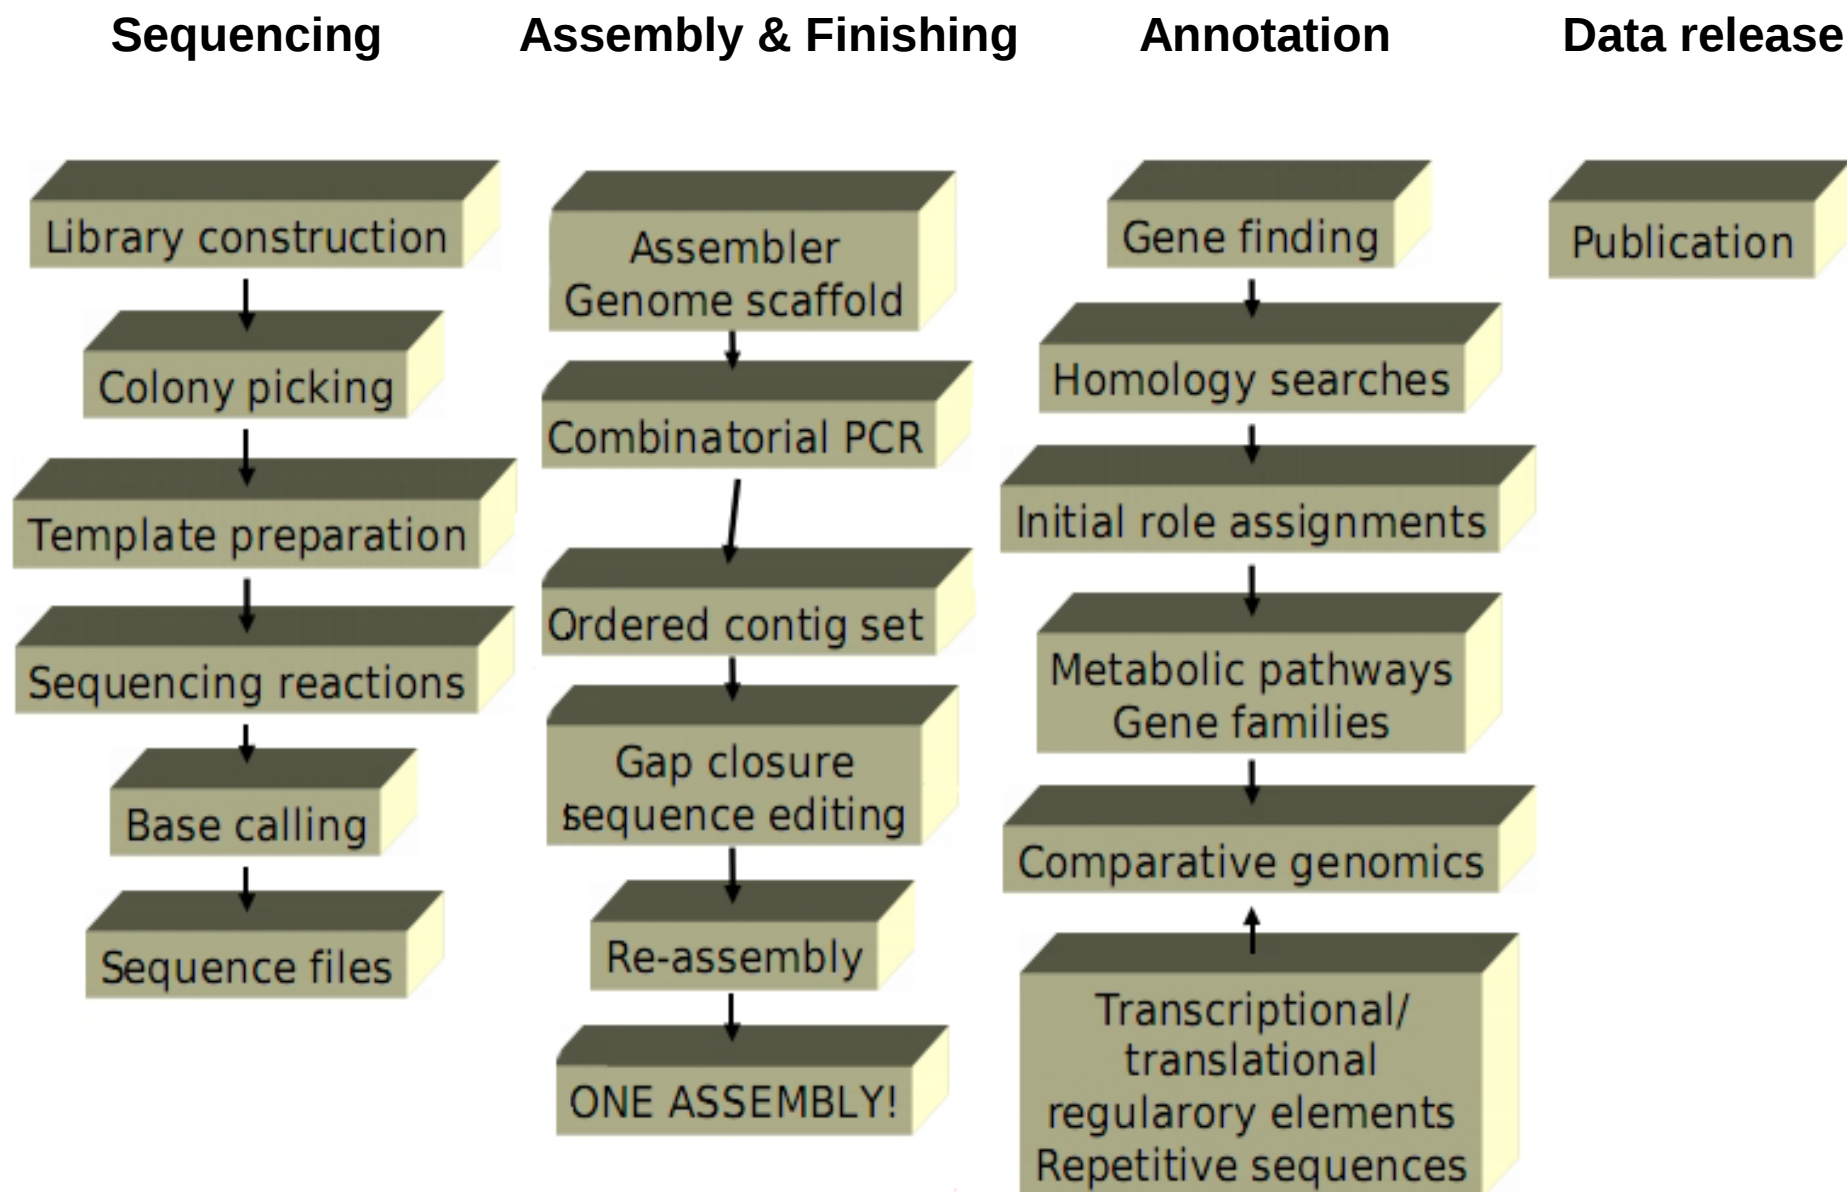 Sequencing
Assembly & Finishing
Annotation
Data release
Library construction
Colony picking
Template preparation
Sequencing reactions
Base calling
Sequence files
Assembler
Genome scaffold
Combinatorial PCR
Ordered contig set
Gap closure
sequence editing
Re-assembly
ONE ASSEMBLY!
Gene finding
Homology searches
Initial role assignments
Metabolic pathways
Gene families
Comparative genomics
Transcriptional/
translational
regularory elements
Repetitive sequences
Publication